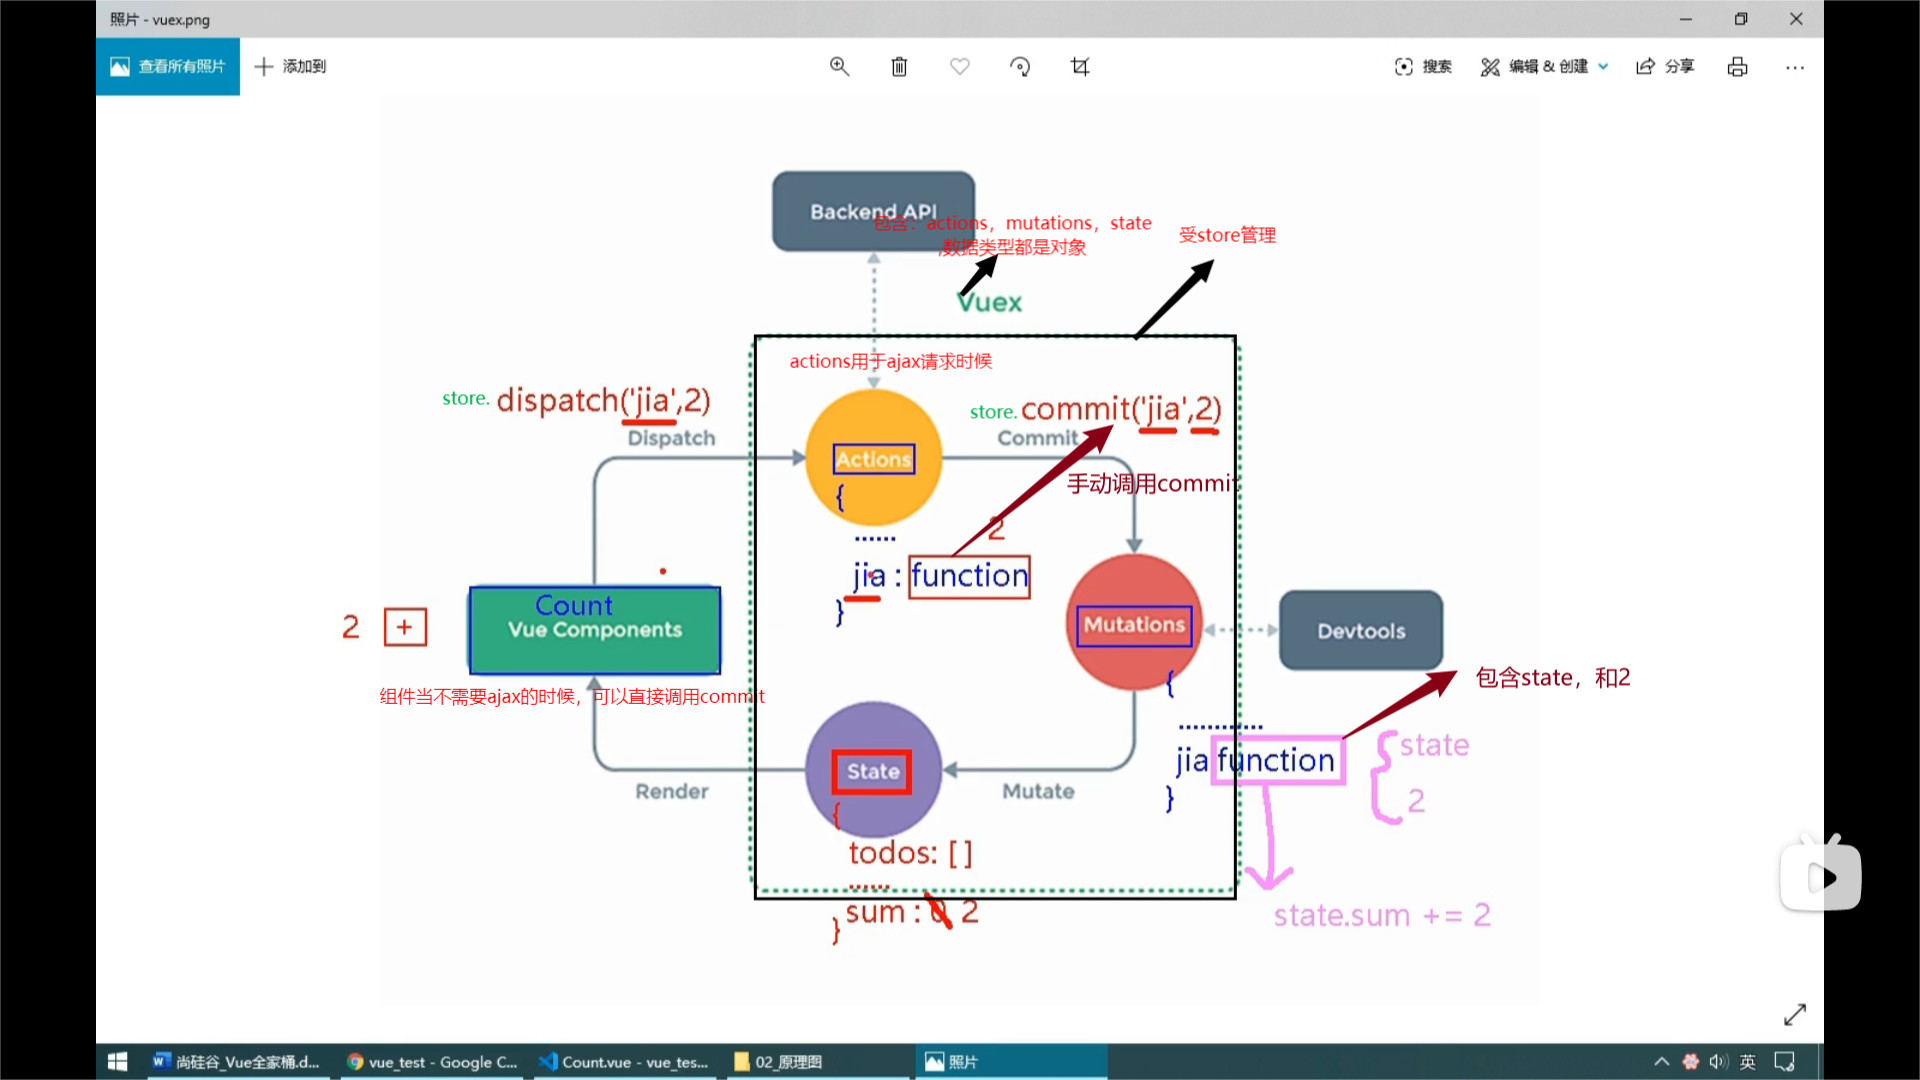 照片 - vuex.png
查看所有照片
添加到
搜索
编辑 & 创建
分享
Backend API
包含：actions，mutations，state
,数据类型都是对象
受store管理
Vuex
actions用于ajax请求时候
store. dispatch('jia',2)
Dispatch
store. commit('jia',2)
Commit
Actions
手动调用commit
{
2
......
jia : function
}
Count
Vue Components
2 +
Mutations
Devtools
组件当不需要ajax的时候，可以直接调用commit
包含state，和2
{
............
jia function
}
state
2
State
Render
Mutate
{
todos: [ ]
......
sum : 0 2
}
state.sum += 2
尚硅谷_Vue全家桶.d...
vue_test - Google C...
Count.vue - vue_tes...
02_原理图
照片
英